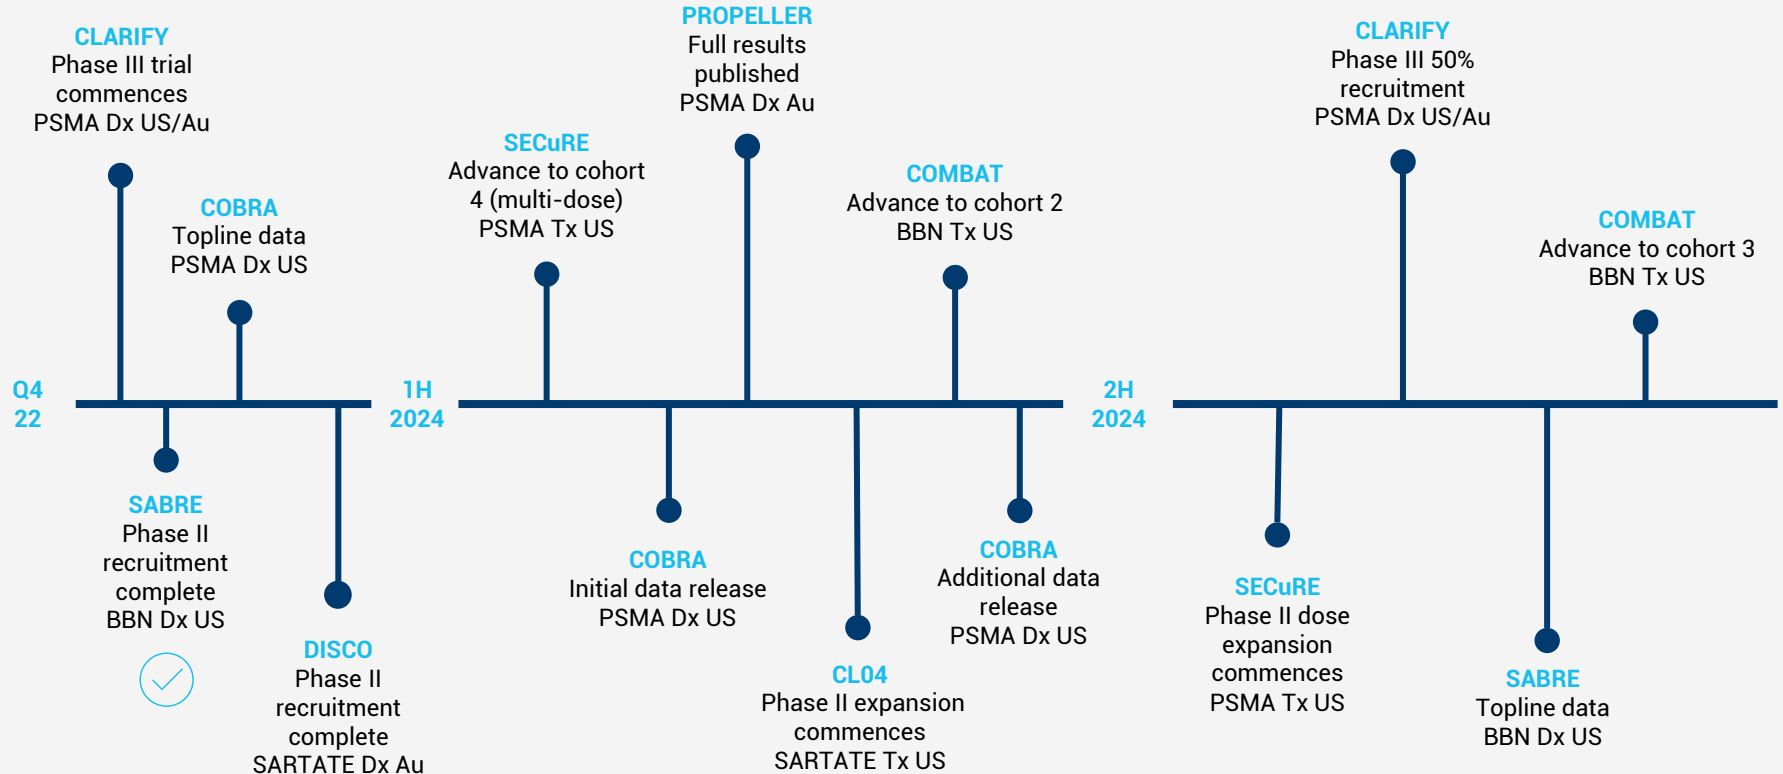 Q4
22
CLARIFY
Phase III trial
commences
PSMA Dx US/Au
SABRE
Phase II
recruitment
complete
BBN Dx US
COBRA
Topline data
PSMA Dx US
DISCO
Phase II
recruitment
complete
SARTATE Dx Au
1H
2024
SECuRE
Advance to cohort
4 (multi-dose)
PSMA Tx US
COBRA
Initial data release
PSMA Dx US
PROPELLER
Full results
published
PSMA Dx Au
CL04
Phase II expansion
commences
SARTATE Tx US
COMBAT
Advance to cohort 2
BBN Tx US
COBRA
Additional data
release
PSMA Dx US
2H
2024
SECuRE
Phase II dose
expansion
commences
PSMA Tx US
CLARIFY
Phase III 50%
recruitment
PSMA Dx US/Au
SABRE
Topline data
BBN Dx US
COMBAT
Advance to cohort 3
BBN Tx US